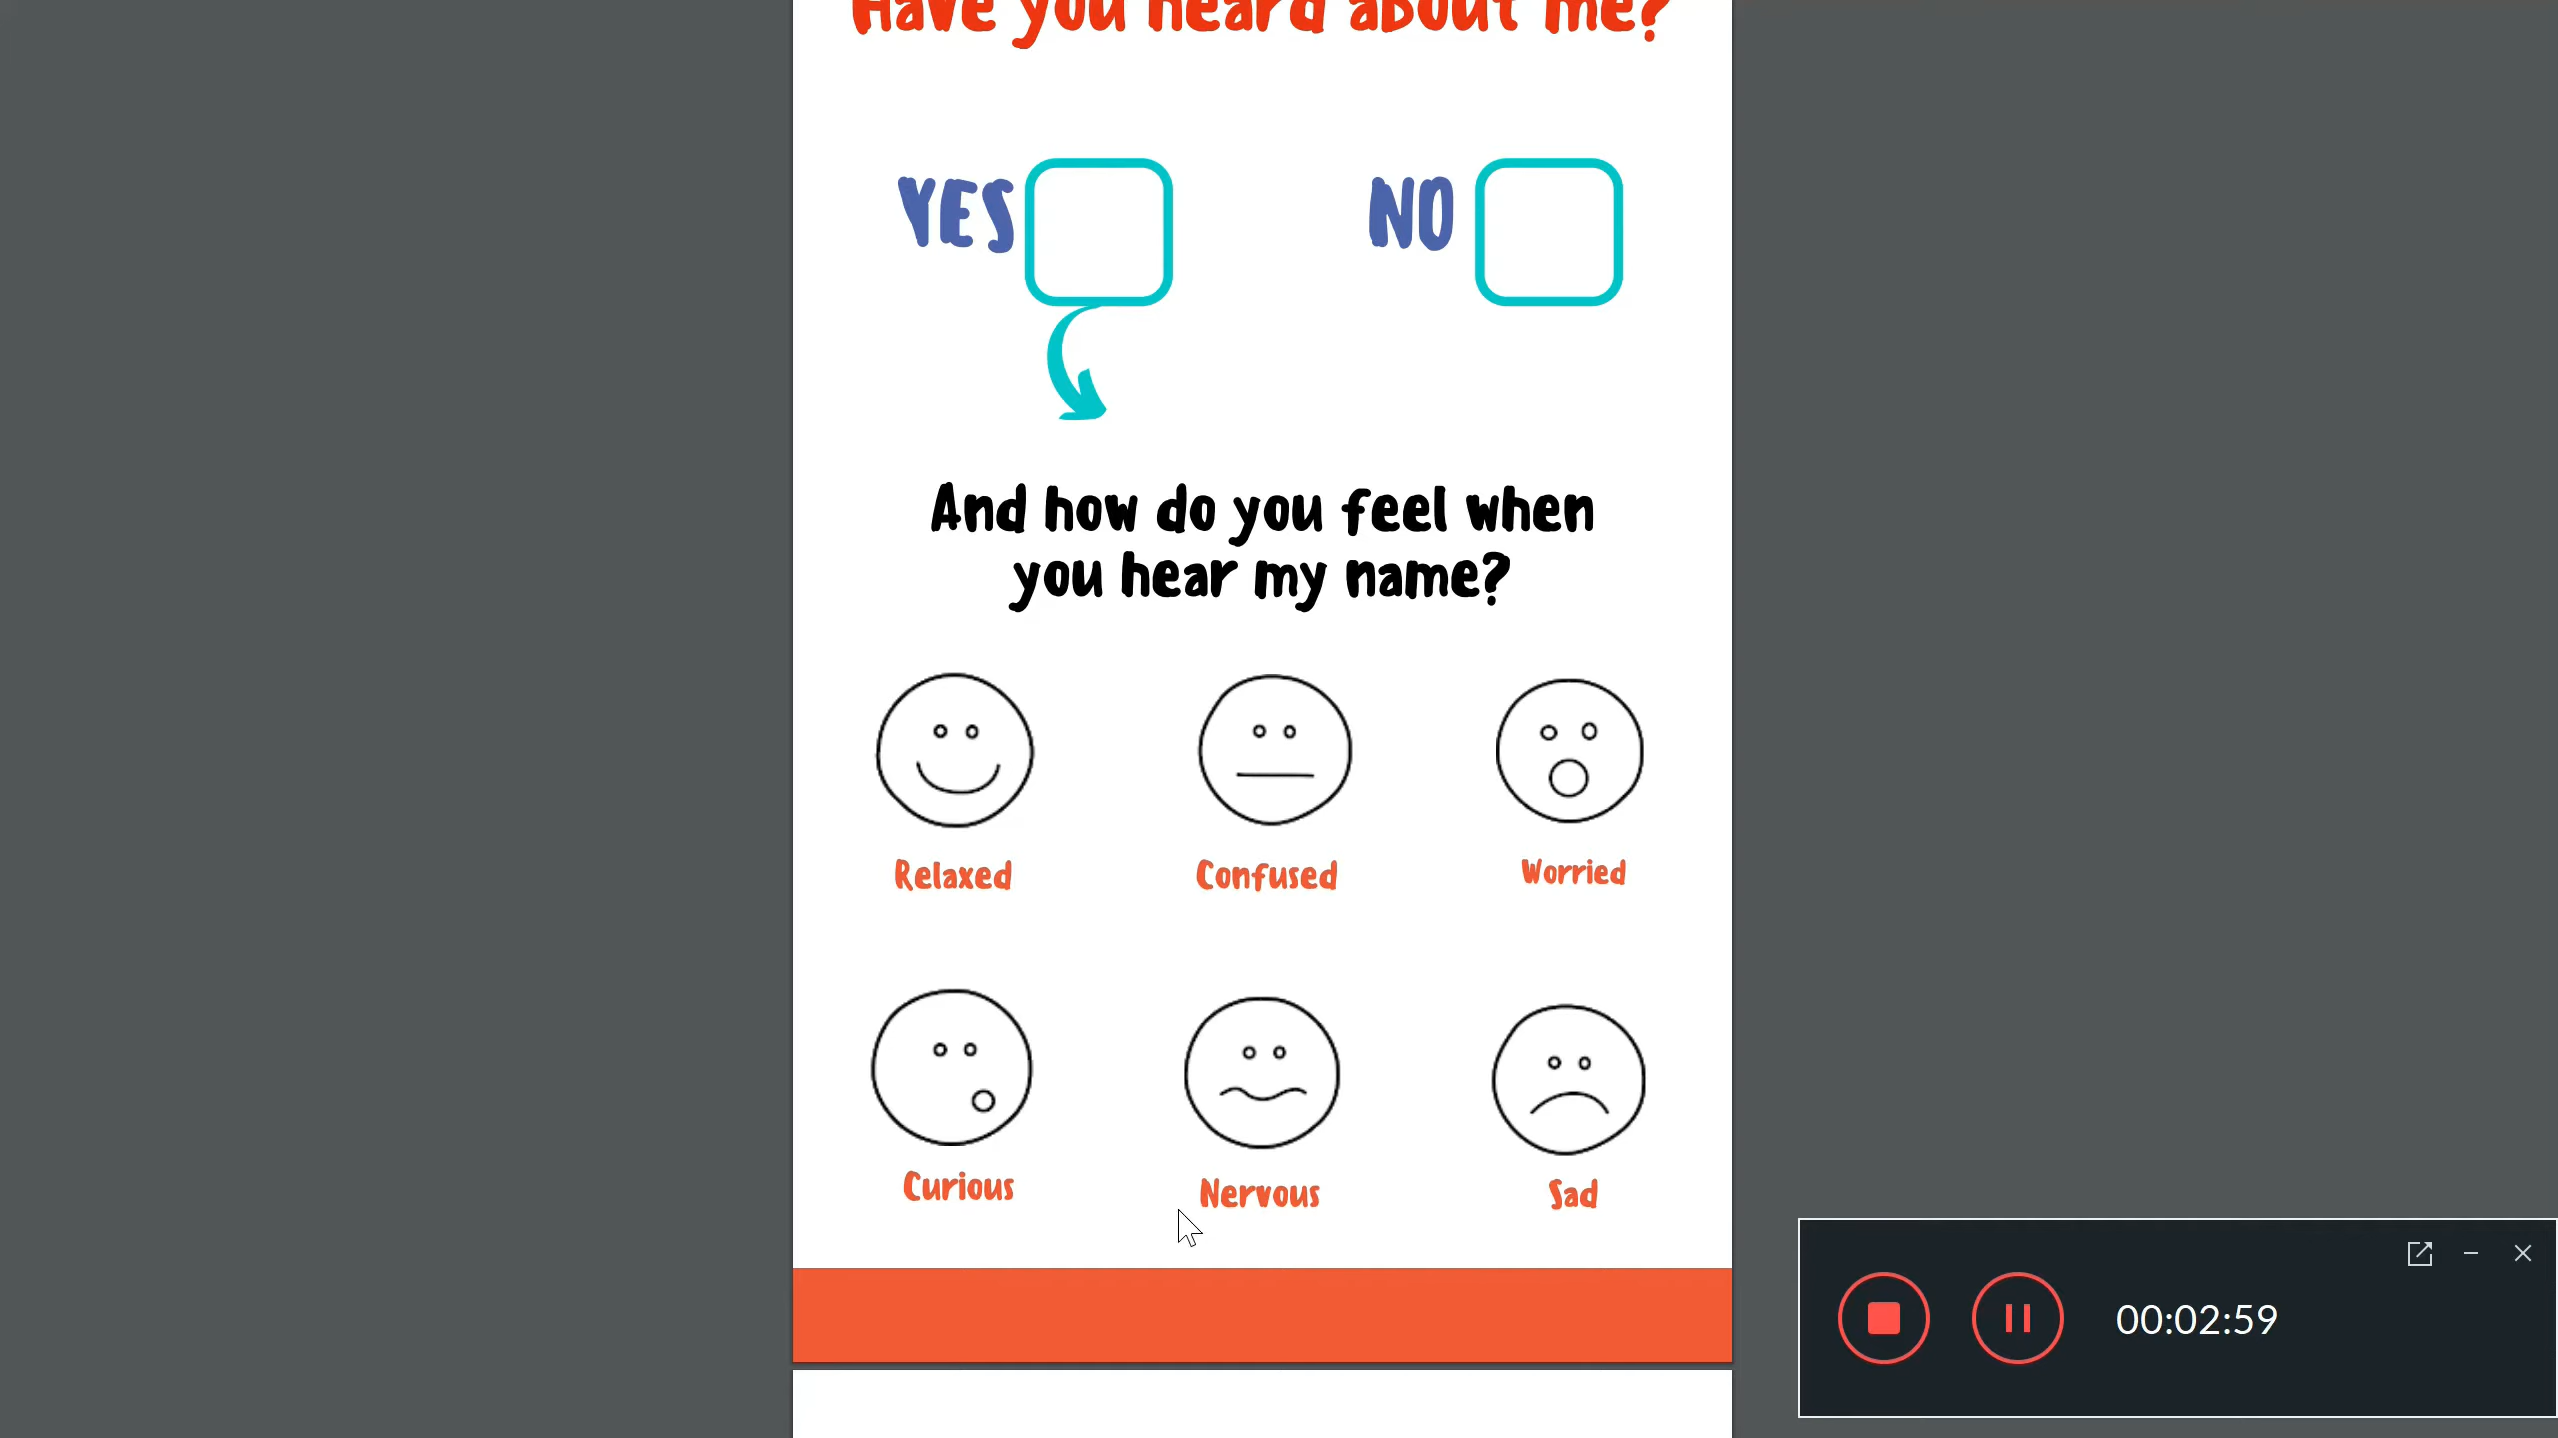 Have you heard about me?
YES NO
And how do you feel when
you hear my name?
Relaxed Confused Worried
Curious Nervous Sad
00:02:59